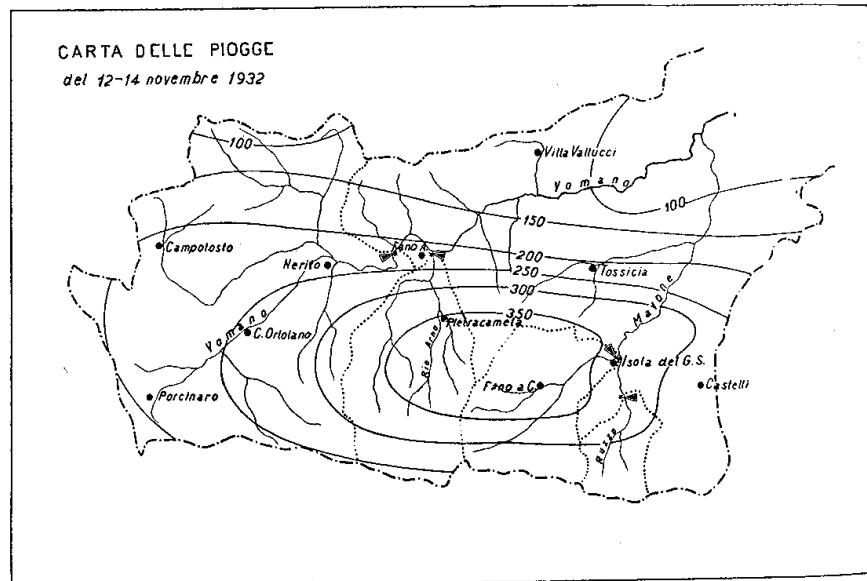 CARTA DELLE PIOGGE
del 12-14 novembre 1932
100
Villa Vallucci
Vomano
100
150
Campotosto
Fano A.
200
Nerito
250
Tossicia
300
Mavone
350
Pietracamela
Vomano
C. Ortolano
Rio Arno
Isola del G.S.
Fano a C.
Castelli
Porcinaro
Ruzzo